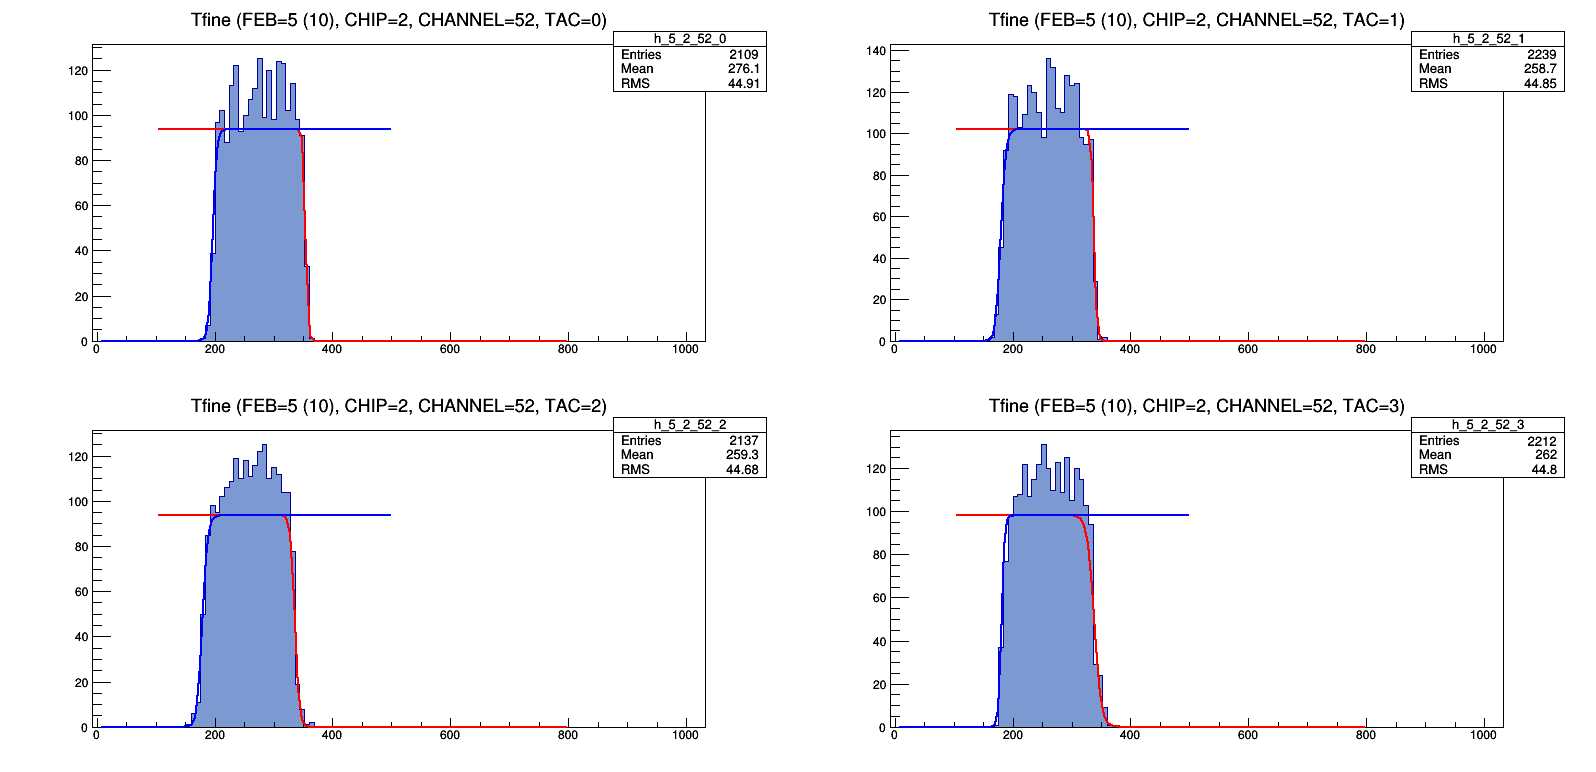 Tfine (FEB=5 (10), CHIP=2, CHANNEL=52, TAC=0)
h_5_2_52_0
Entries 2109
Mean 276.1
RMS 44.91
120
100
80
60
40
20
0
0 200 400 600 800 1000
Tfine (FEB=5 (10), CHIP=2, CHANNEL=52, TAC=1)
h_5_2_52_1
Entries 2239
Mean 258.7
RMS 44.85
140
120
100
80
60
40
20
0
0 200 400 600 800 1000
Tfine (FEB=5 (10), CHIP=2, CHANNEL=52, TAC=2)
h_5_2_52_2
Entries 2137
Mean 259.3
RMS 44.68
120
100
80
60
40
20
0
0 200 400 600 800 1000
Tfine (FEB=5 (10), CHIP=2, CHANNEL=52, TAC=3)
h_5_2_52_3
Entries 2212
Mean 262
RMS 44.8
120
100
80
60
40
20
0
0 200 400 600 800 1000